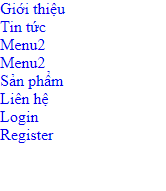 Giới thiệu
Tin tức
Menu2
Menu2
Sản phẩm
Liên hệ
Login
Register